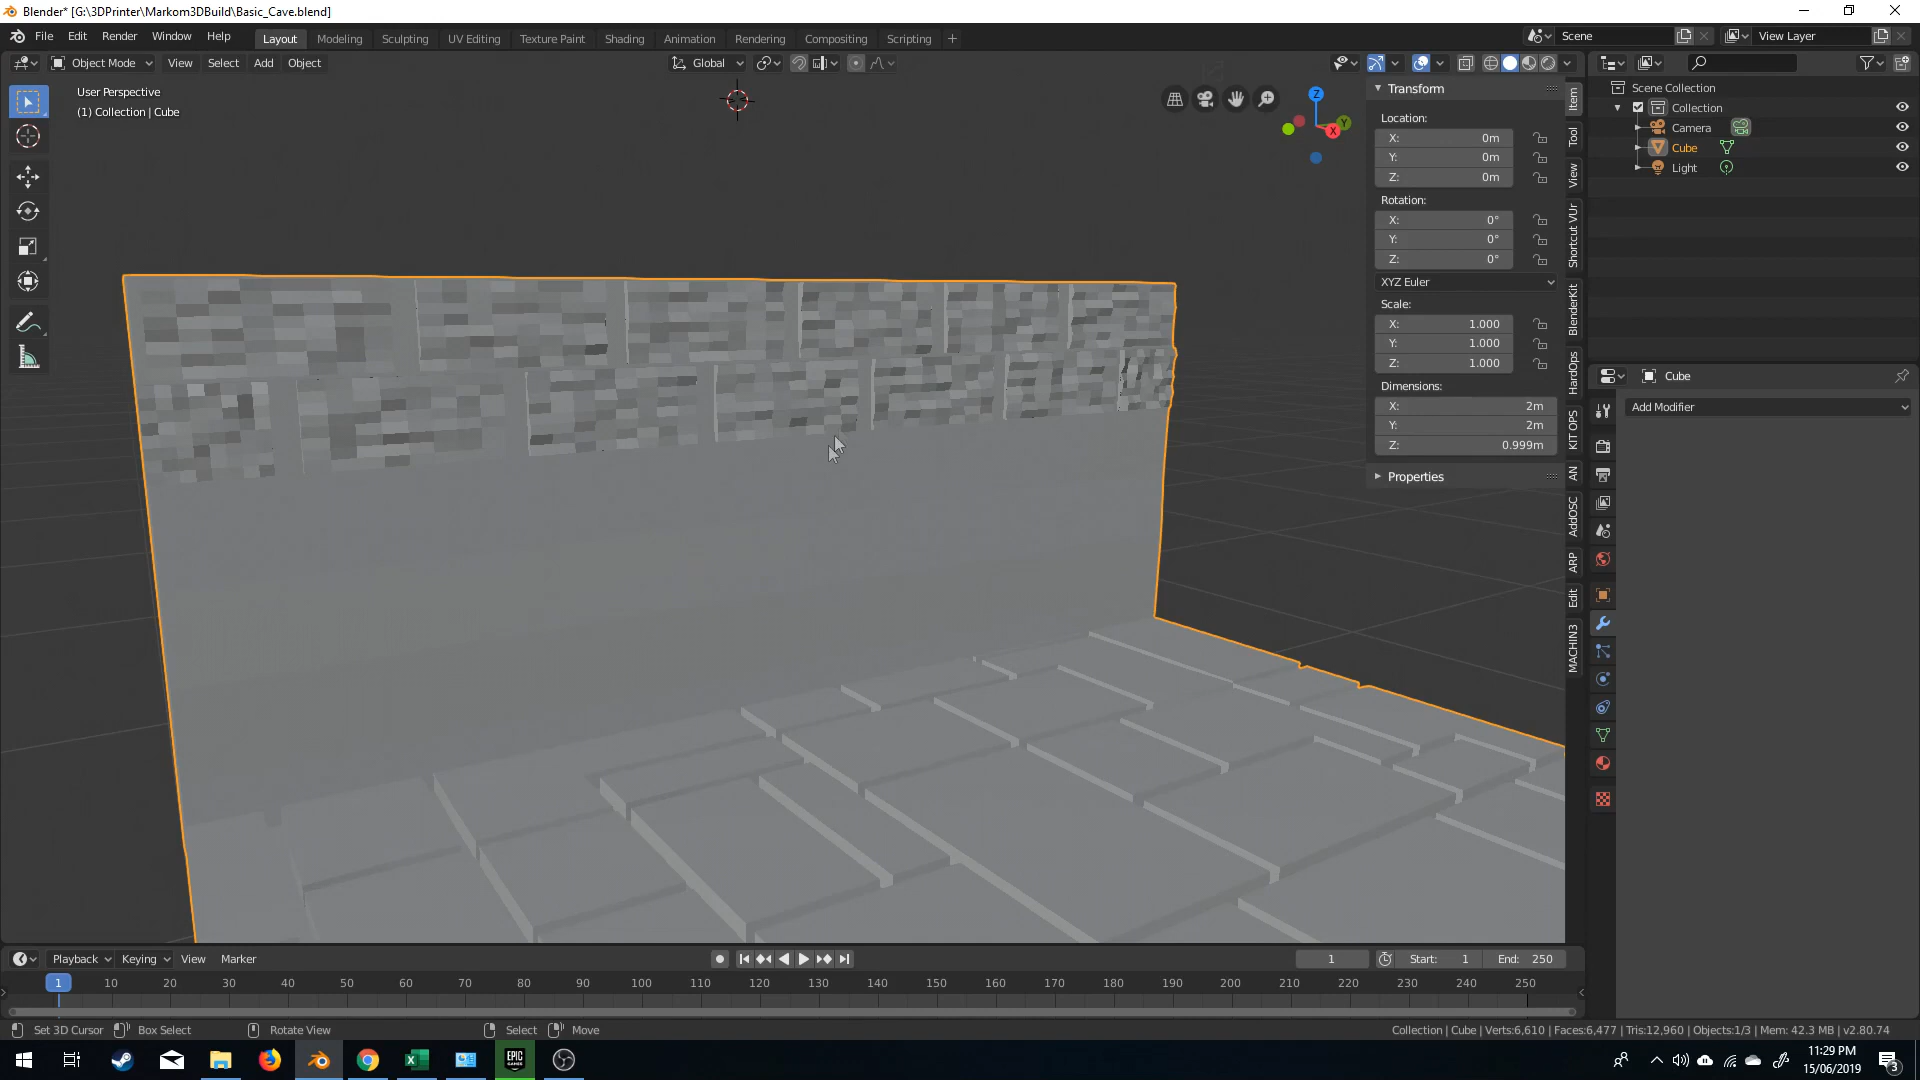 Blender* [G:\3DPrinter\Markom3DBuild\Basic_Cave.blend]
File Edit Render Window Help Layout Modeling Sculpting UV Editing Texture Paint Shading Animation Rendering Compositing Scripting + Scene View Layer
Object Mode View Select Add Object Global
User Perspective
(1) Collection | Cube
Transform
Location:
X: 0m
Y: 0m
Z: 0m
Rotation:
X: 0°
Y: 0°
Z: 0°
XYZ Euler
Scale:
X: 1.000
Y: 1.000
Z: 1.000
Dimensions:
X: 2m
Y: 2m
Z: 0.999m
Properties
Z
Y
X
Item
Tool
View
Shortcut VUr
BlenderKit
HardOps
KIT OPS
AN
AddOSC
ARP
Edit
MACHIN3
Scene Collection
Collection
Camera
Cube
Light
Cube
Add Modifier
Playback Keying View Marker 1 Start: 1 End: 250
1 10 20 30 40 50 60 70 80 90 100 110 120 130 140 150 160 170 180 190 200 210 220 230 240 250
Set 3D Cursor Box Select Rotate View Select Move Collection | Cube | Verts:6,610 | Faces:6,477 | Tris:12,960 | Objects:1/3 | Mem: 42.3 MB | v2.80.74
EPIC GAMES
11:29 PM
15/06/2019
3